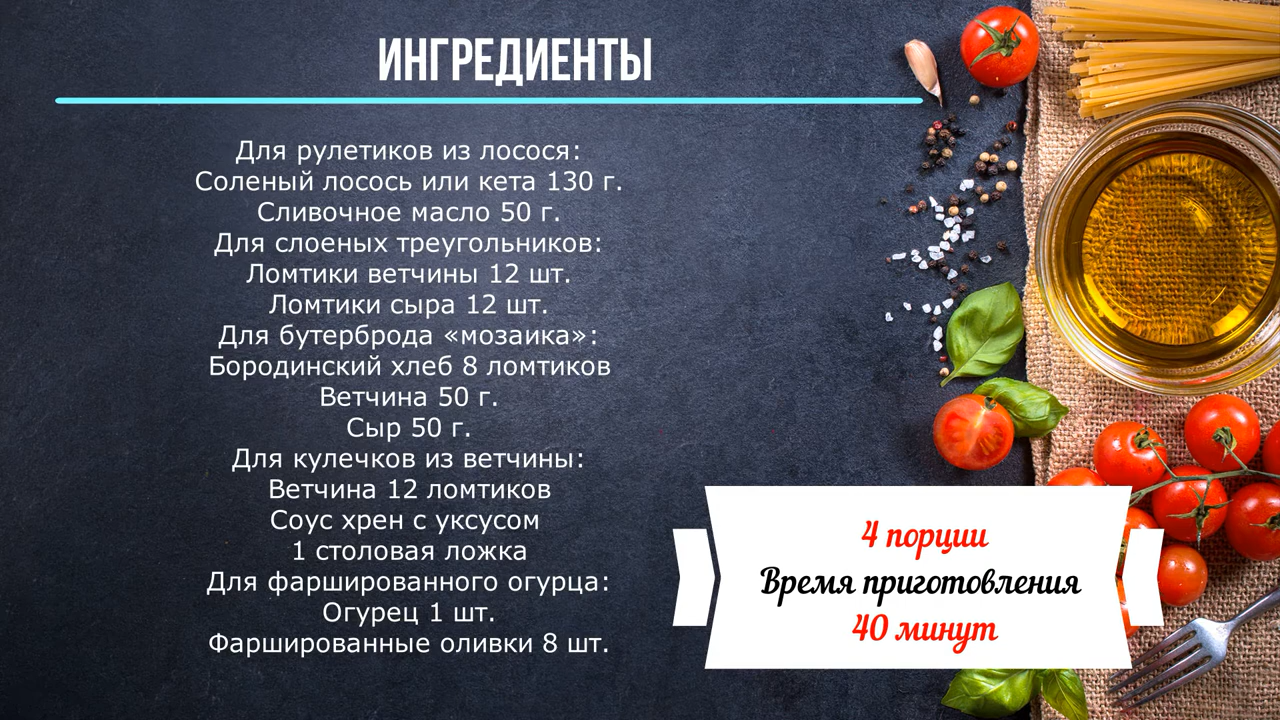 ИНГРЕДИЕНТЫ
Для рулетиков из лосося:
Соленый лосось или кета 130 г.
Сливочное масло 50 г.
Для слоеных треугольников:
Ломтики ветчины 12 шт.
Ломтики сыра 12 шт.
Для бутерброда «мозаика»:
Бородинский хлеб 8 ломтиков
Ветчина 50 г.
Сыр 50 г.
Для кулечков из ветчины:
Ветчина 12 ломтиков
Соус хрен с уксусом
1 столовая ложка
Для фаршированного огурца:
Огурец 1 шт.
Фаршированные оливки 8 шт.
4 порции
Время приготовления
40 минут